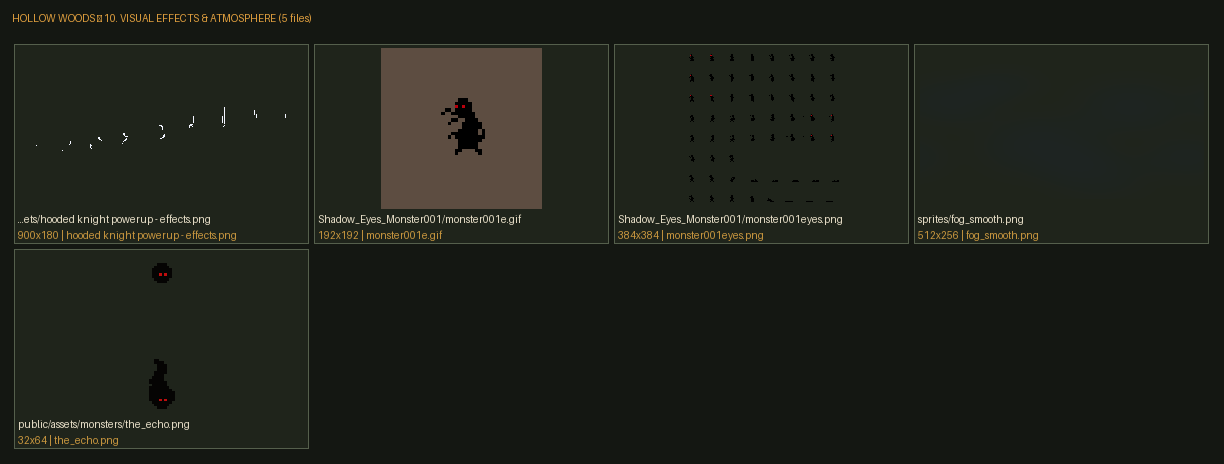 HOLLOW WOODS▯10. VISUAL EFFECTS & ATMOSPHERE (5 files)
...ets/hooded knight powerup - effects.png
900x180 | hooded knight powerup - effects.png
Shadow_Eyes_Monster001/monster001e.gif
192x192 | monster001e.gif
Shadow_Eyes_Monster001/monster001eyes.png
384x384 | monster001eyes.png
sprites/fog_smooth.png
512x256 | fog_smooth.png
public/assets/monsters/the_echo.png
32x64 | the_echo.png